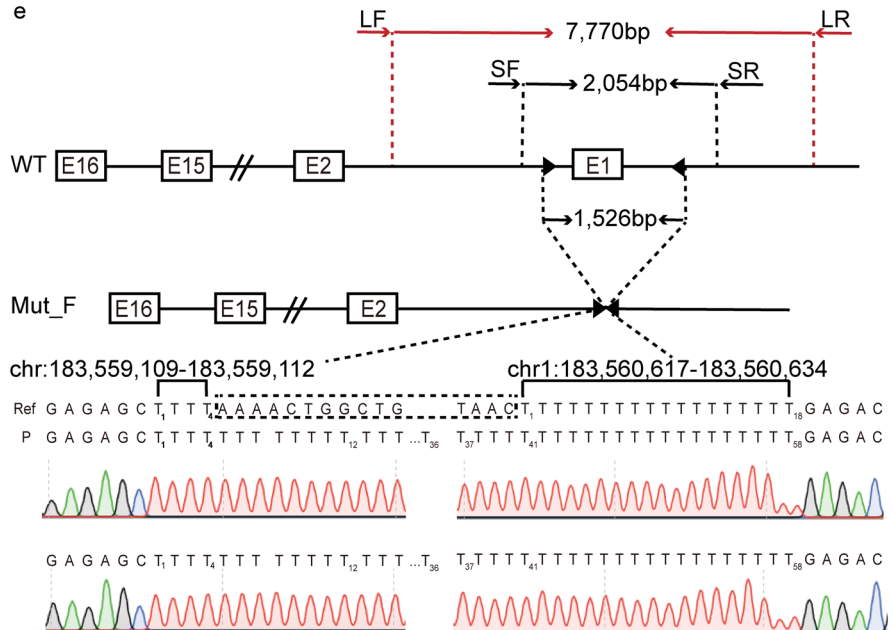 e
LF 7,770bp LR
SF 2,054bp SR
WT E16 E15 E2 E1
1,526bp
Mut_F E16 E15 E2
chr:183,559,109-183,559,112 chr1:183,560,617-183,560,634
Ref G A G A G C T1 T T T4 A A A A C T G G C T G T A A C T1 T T T T T T T T T T T T T T T T T18 G A G A C
P G A G A G C T1 T T T4 T T T T T T T T12 T T T ...T36 T37 T T T T41 T T T T T T T T T T T T T T T T T58 G A G A C
G A G A G C T1 T T T4 T T T T T T T T12 T T T ...T36 T37 T T T T41 T T T T T T T T T T T T T T T T T58 G A G A C